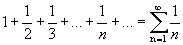 1 + 1/2 + 1/3 + ... + 1/n + ... + ∞ = ∑_{n=1}^{∞} 1/n